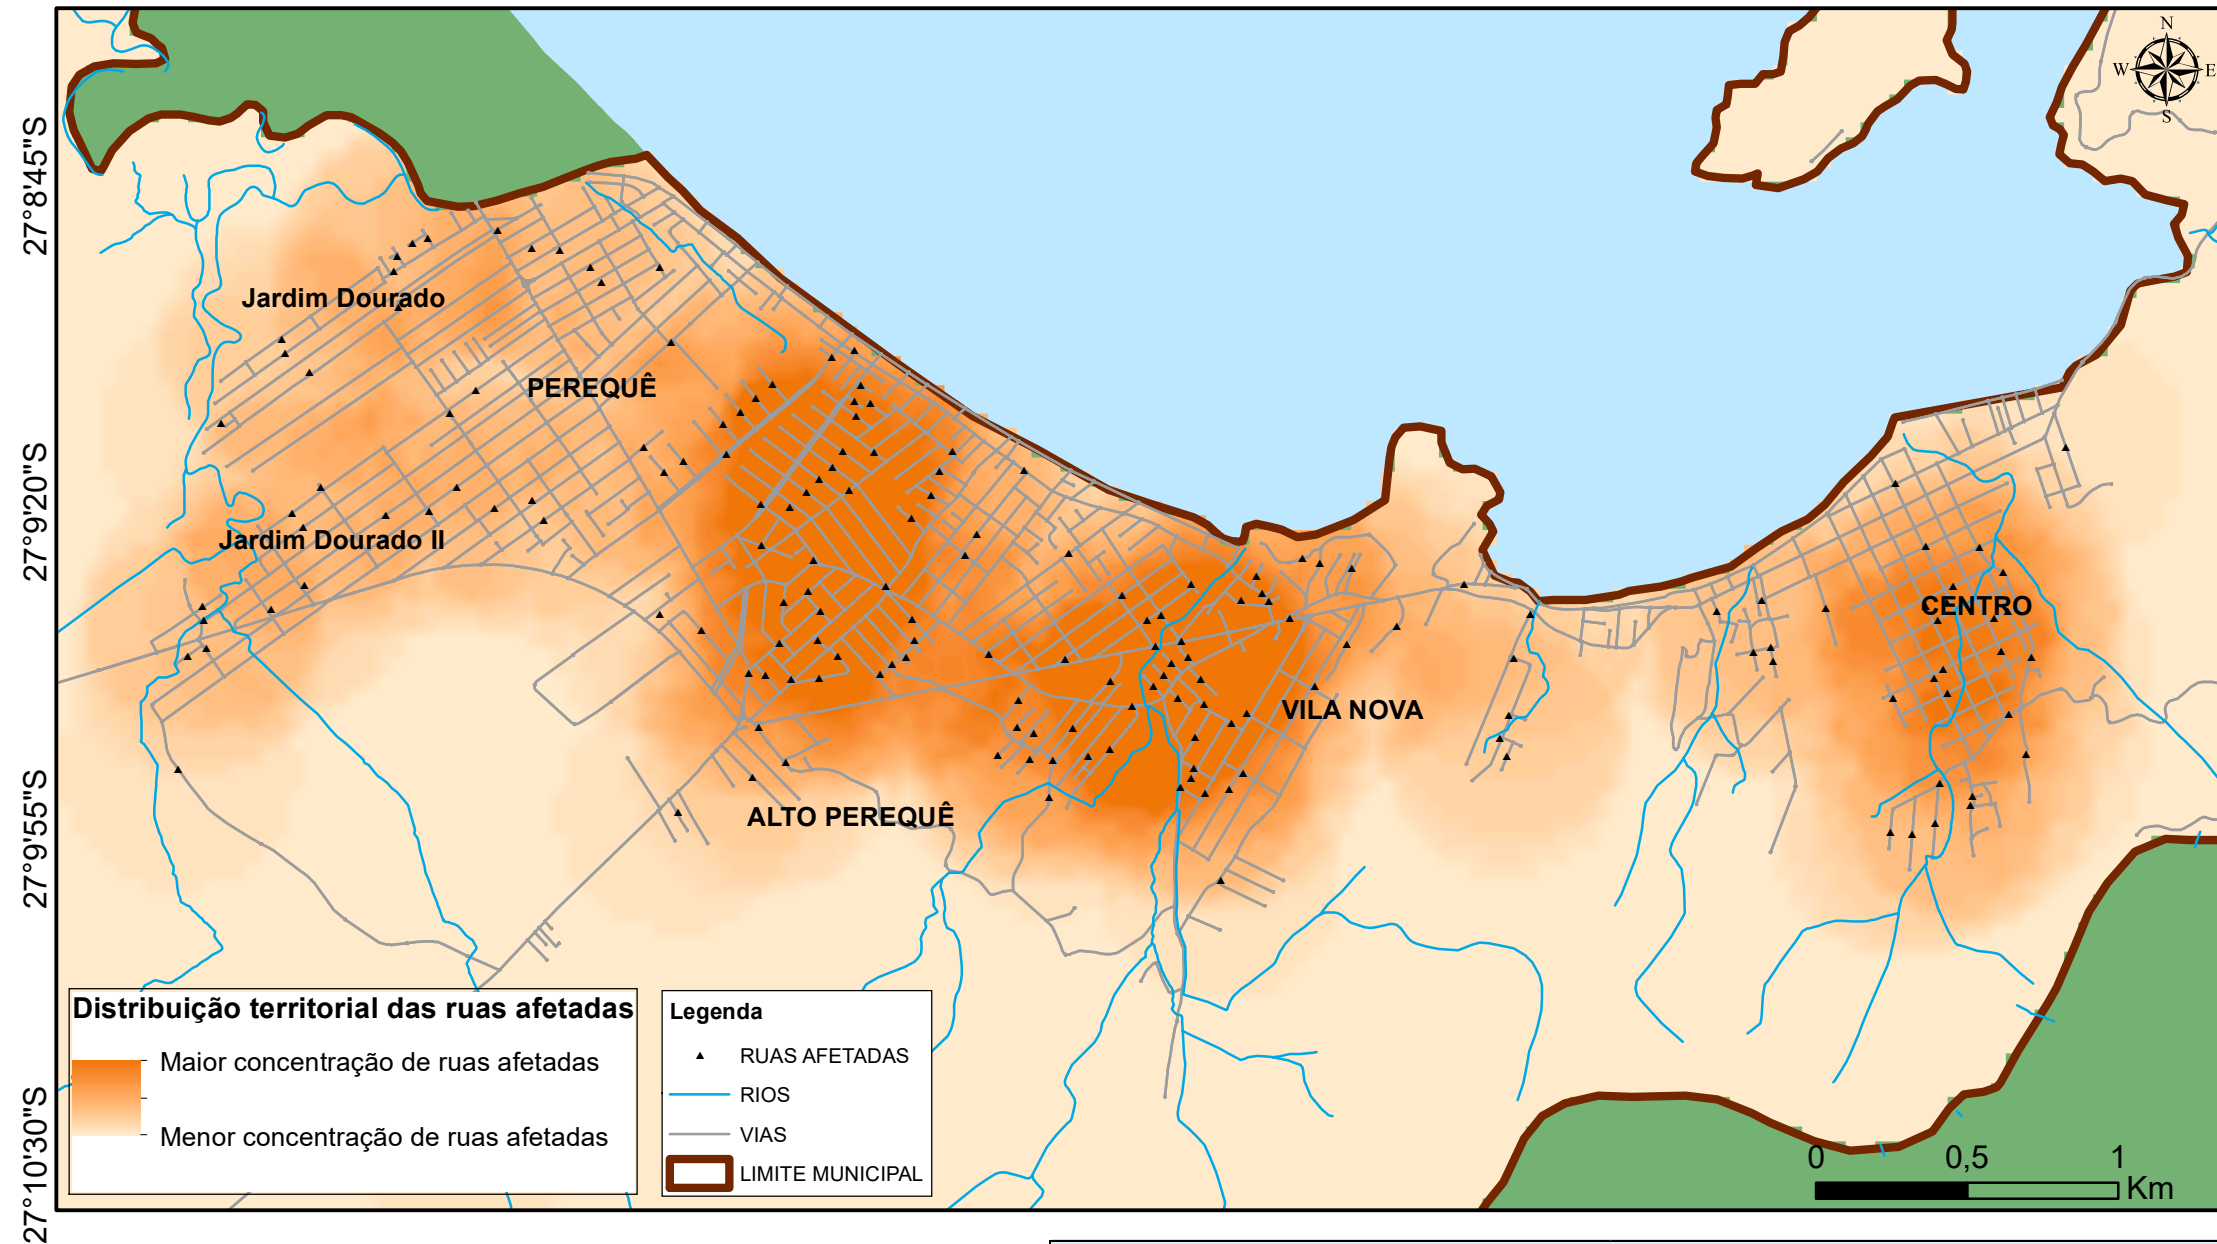 N
W E
S
27°8'45"S
27°9'20"S
27°9'55"S
27°10'30"S
Jardim Dourado
PEREQUÊ
Jardim Dourado II
CENTRO
VILA NOVA
ALTO PEREQUÊ
Distribuição territorial das ruas afetadas
Maior concentração de ruas afetadas
Menor concentração de ruas afetadas
Legenda
RUAS AFETADAS
RIOS
VIAS
LIMITE MUNICIPAL
0 0,5 1
Km